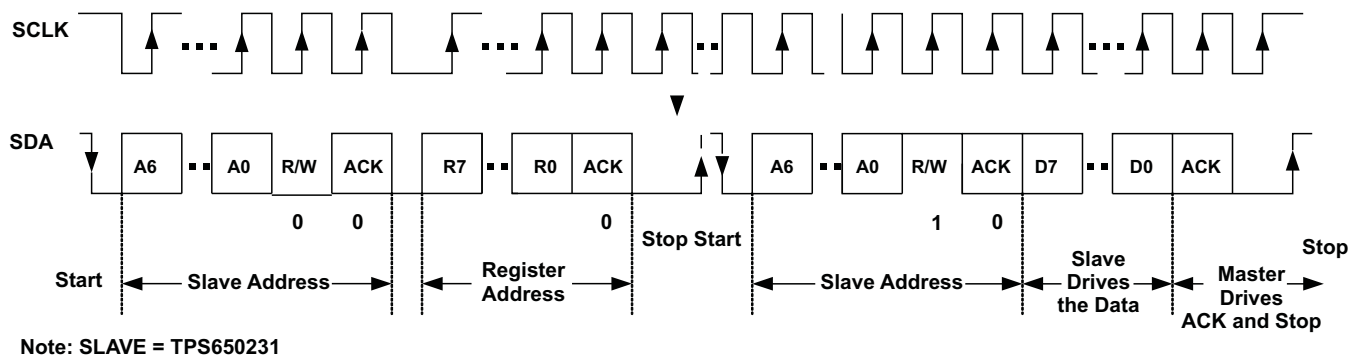 SCLK
SDA
A6 A0 R/W ACK R7 R0 ACK A6 A0 R/W ACK D7 D0 ACK
0 0 0 1 0
Stop Start
Start
Slave Address
Register
Address
Slave Address
Slave
Drives
the Data
Master
Drives
ACK and Stop
Stop
Note: SLAVE = TPS650231